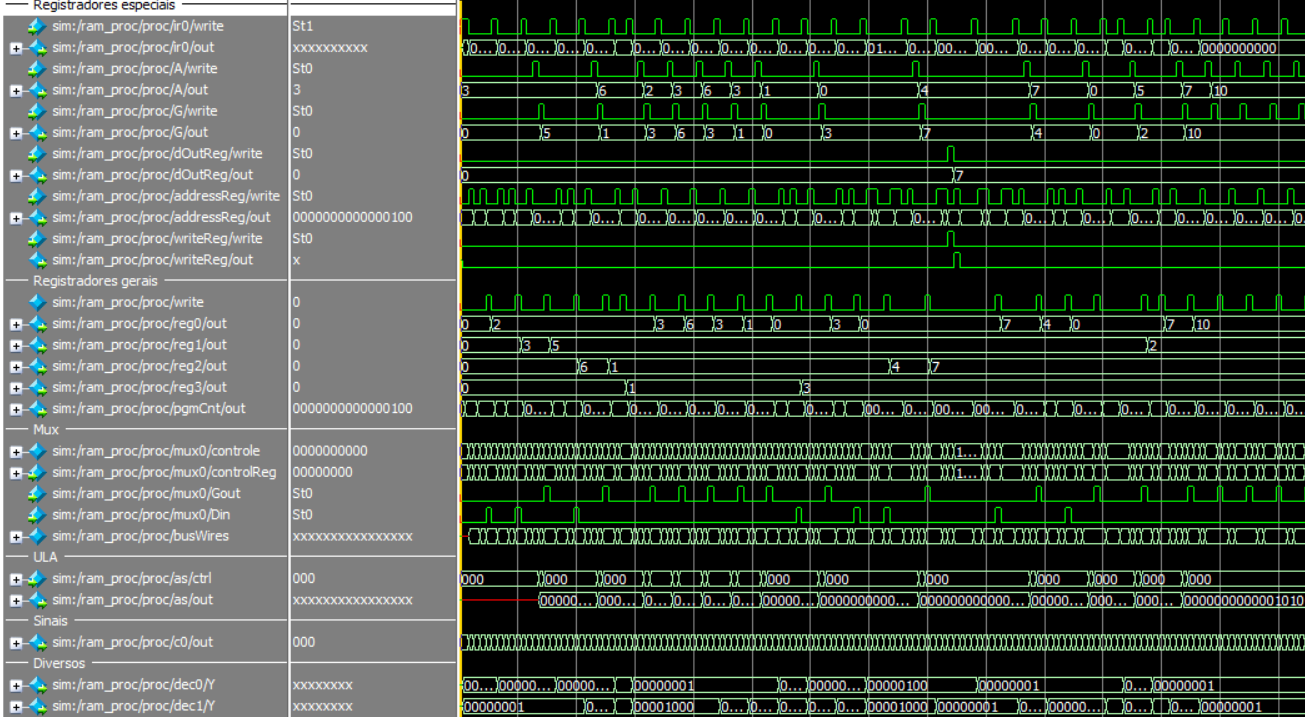 Registradores especiais
sim:/ram_proc/proc/ir0/write St1
sim:/ram_proc/proc/ir0/out xxxxxxxxxx 0... 0... 0... 0... 0... 0... 0... 0... 0... 0... 0... 0... 01... 0... 00... 00... 0... 0... 0... 0... 0... 0000000000
sim:/ram_proc/proc/A/write St0
sim:/ram_proc/proc/A/out 3 3 6 2 3 6 3 1 0 4 7 0 5 7 10
sim:/ram_proc/proc/G/write St0
sim:/ram_proc/proc/G/out 0 0 5 1 3 6 3 1 0 3 7 4 0 2 10
sim:/ram_proc/proc/dOutReg/write St0
sim:/ram_proc/proc/dOutReg/out 0 0 7
sim:/ram_proc/proc/addressReg/write St0
sim:/ram_proc/proc/addressReg/out 0000000000000100 0... 0... 0... 0... 0... 0... 0... 0... 0... 0... 0... 0... 0... 0...
sim:/ram_proc/proc/writeReg/write St0
sim:/ram_proc/proc/writeReg/out x
Registradores gerais
sim:/ram_proc/proc/write 0
sim:/ram_proc/proc/reg0/out 0 0 2 3 6 3 1 0 3 0 7 4 0 7 10
sim:/ram_proc/proc/reg1/out 0 0 3 5 2
sim:/ram_proc/proc/reg2/out 0 0 6 1 4 7
sim:/ram_proc/proc/reg3/out 0 0 1 3
sim:/ram_proc/proc/pgmCnt/out 0000000000000100 0... 0... 0... 0... 0... 0... 0... 0... 00... 0... 00... 00... 0... 0... 0... 0... 0... 0... 0...
Mux
sim:/ram_proc/proc/mux0/controle 0000000000 1...
sim:/ram_proc/proc/mux0/controlReg 00000000 1...
sim:/ram_proc/proc/mux0/Gout St0
sim:/ram_proc/proc/mux0/Din St0
sim:/ram_proc/proc/busWires xxxxxxxxxxxxxxxx
ULA
sim:/ram_proc/proc/as/ctrl 000 000 000 000 000 000 000 000 000 000 000
sim:/ram_proc/proc/as/out xxxxxxxxxxxxxxxx 00000... 000... 0... 0... 0... 0... 00000... 0000000000... 000000000000... 00000... 000... 000... 0000000000001010
Sinais
sim:/ram_proc/proc/c0/out 000
Diversos
sim:/ram_proc/proc/dec0/Y xxxxxxxx 00... 00000... 00000... 00000001 0... 00000... 00000100 00000001 0... 00000001
sim:/ram_proc/proc/dec1/Y xxxxxxxx 00000001 0... 00001000 0... 0... 0... 00001000 00000001 0... 00000... 0... 00000001